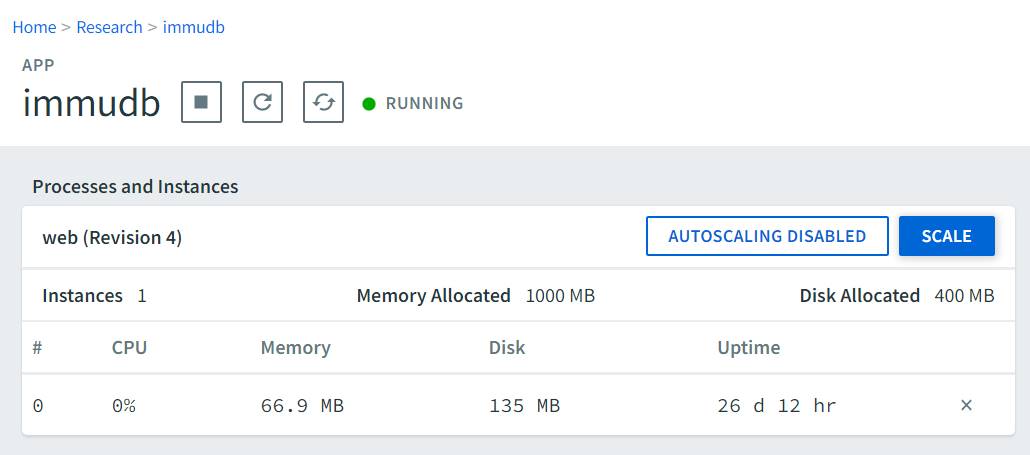 Home > Research > immudb
APP
immudb RUNNING
Processes and Instances
web (Revision 4) AUTOSCALING DISABLED SCALE
Instances 1 Memory Allocated 1000 MB Disk Allocated 400 MB
# CPU Memory Disk Uptime
0 0% 66.9 MB 135 MB 26 d 12 hr ×